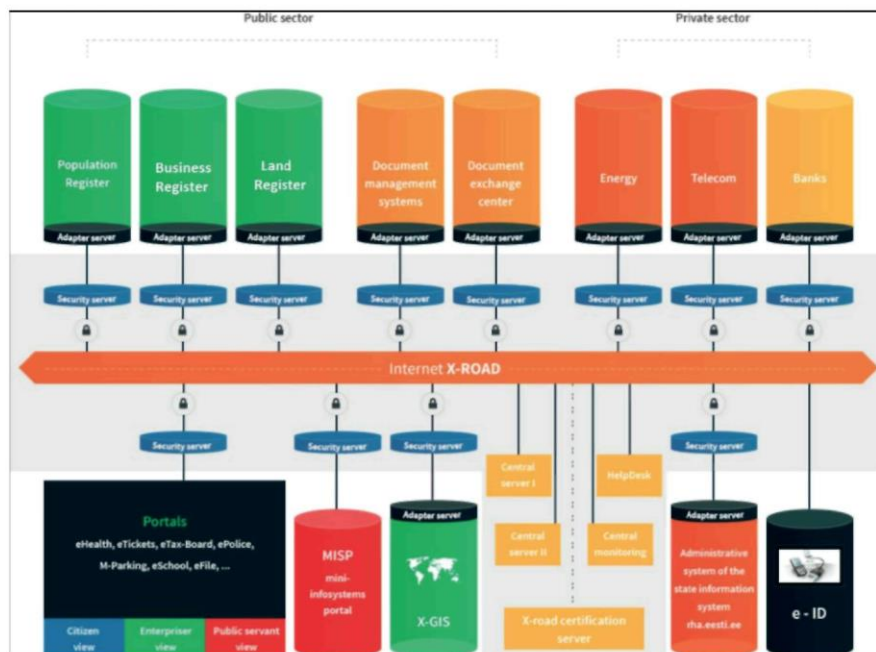 Public sector
Private sector
Population
Register
Business
Register
Land
Register
Document
management
systems
Document
exchange
center
Energy
Telecom
Banks
Adapter server
Adapter server
Adapter server
Adapter server
Adapter server
Adapter server
Adapter server
Adapter server
Security server
Security server
Security server
Security server
Security server
Security server
Security server
Security server
Internet X-ROAD
Security server
Security server
Security server
Security server
Central
server I
HelpDesk
Portals
eHealth, eTickets, eTax-Board, ePolice,
M-Parking, eSchool, eFile, ...
Citizen
view
Enterpriser
view
Public servant
view
MISP
mini-
infosystems
portal
Adapter server
X-GIS
Central
server II
Central
monitoring
X-road certification
server
Adapter server
Administrative
system of the
state information
system
rha.eesti.ee
e - ID